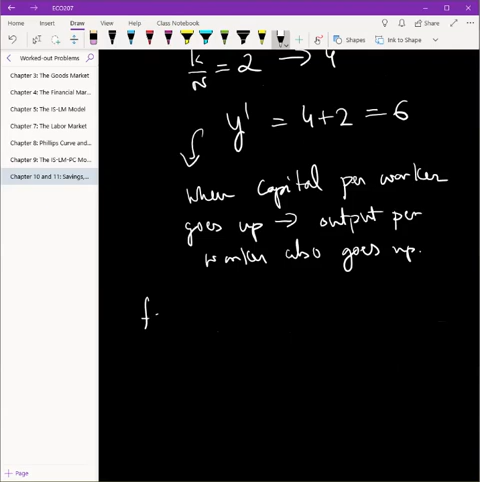 ECO207
Home
Insert
Draw
View
Help
Class Notebook
Share
Shapes
Ink to Shape
Worked-out Problems
Chapter 3: The Goods Market
Chapter 4: The Financial Mar...
Chapter 5: The IS-LM Model
Chapter 7: The Labor Market
Chapter 8: Phillips Curve and...
Chapter 9: The IS-LM-PC Mo...
Chapter 10 and 11: Savings,...
K/N = 2 → 4
y' = 4+2 = 6
when capital per worker
goes up → output per
worker also goes up.
f.
+ Page